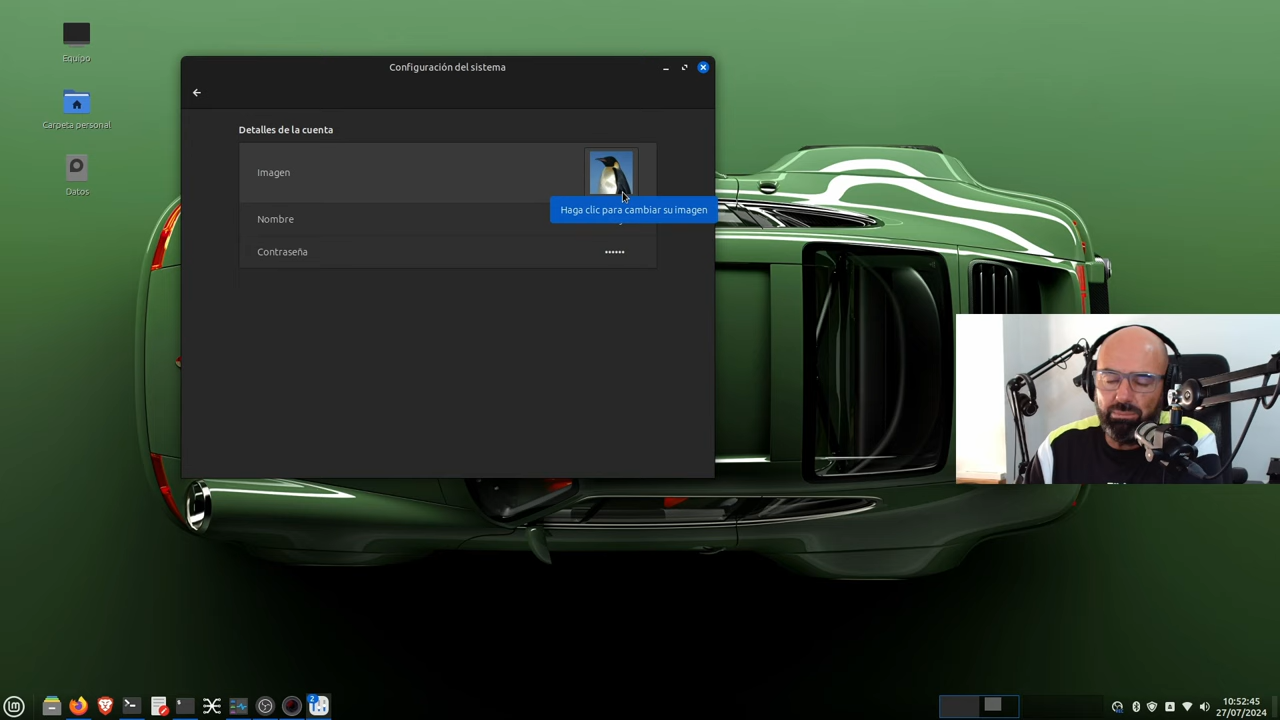 Equipo
Carpeta personal
Datos
Configuración del sistema
Detalles de la cuenta
Imagen
Haga clic para cambiar su imagen
Nombre
Contraseña
••••••
10:52:45
27/07/2024